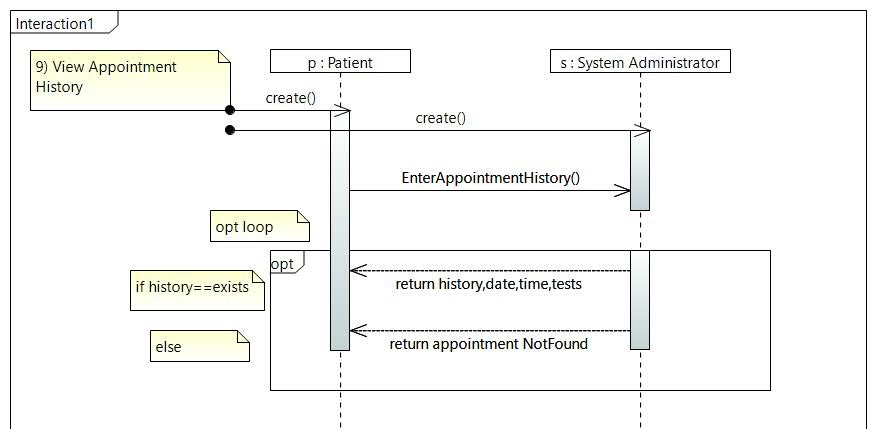 Interaction1
9) View Appointment
History
p : Patient
s : System Administrator
create()
create()
EnterAppointmentHistory()
opt loop
opt
if history==exists
return history,date,time,tests
else
return appointment NotFound